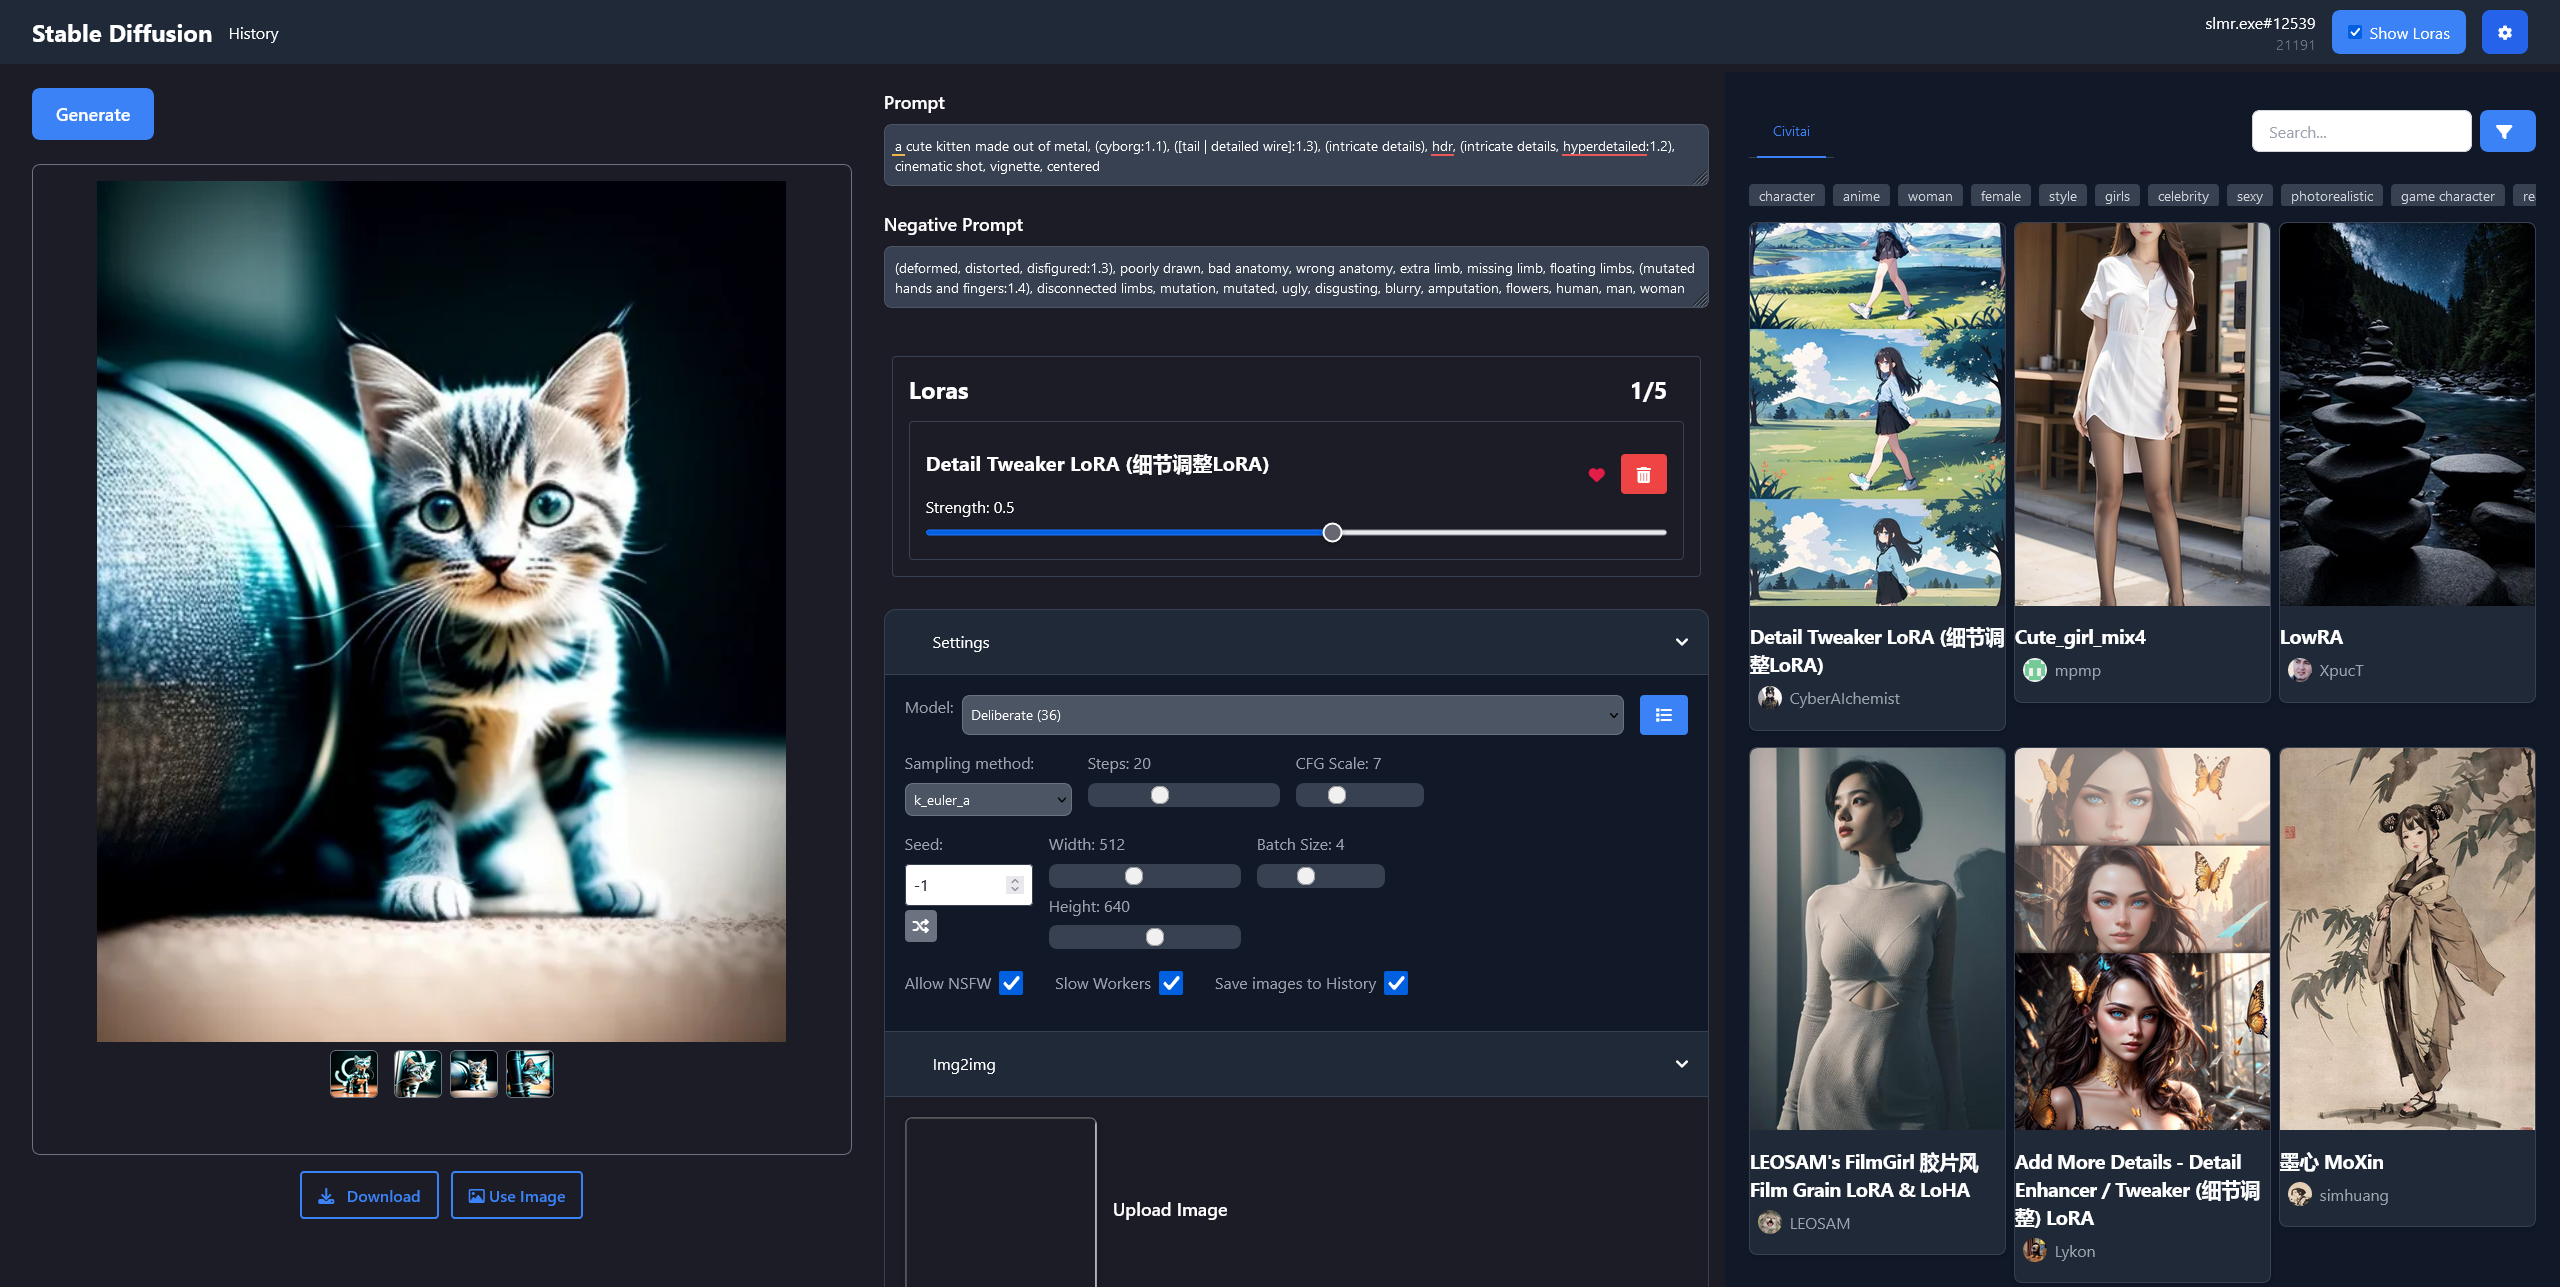 Stable Diffusion
History
slmr.exe#12539
21191
Show Loras
Generate
Prompt
a cute kitten made out of metal, (cyborg:1.1), ([tail | detailed wire]:1.3), (intricate details), hdr, (intricate details, hyperdetailed:1.2),
cinematic shot, vignette, centered
Negative Prompt
(deformed, distorted, disfigured:1.3), poorly drawn, bad anatomy, wrong anatomy, extra limb, missing limb, floating limbs, (mutated
hands and fingers:1.4), disconnected limbs, mutation, mutated, ugly, disgusting, blurry, amputation, flowers, human, man, woman
Loras
1/5
Detail Tweaker LoRA (细节调整LoRA)
Strength: 0.5
Settings
Model:
Deliberate (36)
Sampling method:
Steps: 20
CFG Scale: 7
k_euler_a
Seed:
Width: 512
Batch Size: 4
-1
Height: 640
Allow NSFW
Slow Workers
Save images to History
Img2img
Upload Image
Download
Use Image
Civitai
Search...
character
anime
woman
female
style
girls
celebrity
sexy
photorealistic
game character
re
Detail Tweaker LoRA (细节调
整LoRA)
CyberAIchemist
Cute_girl_mix4
mpmp
LowRA
XpucT
LEOSAM's FilmGirl 胶片风
Film Grain LoRA & LoHA
LEOSAM
Add More Details - Detail
Enhancer / Tweaker (细节调
整) LoRA
Lykon
墨心 MoXin
simhuang